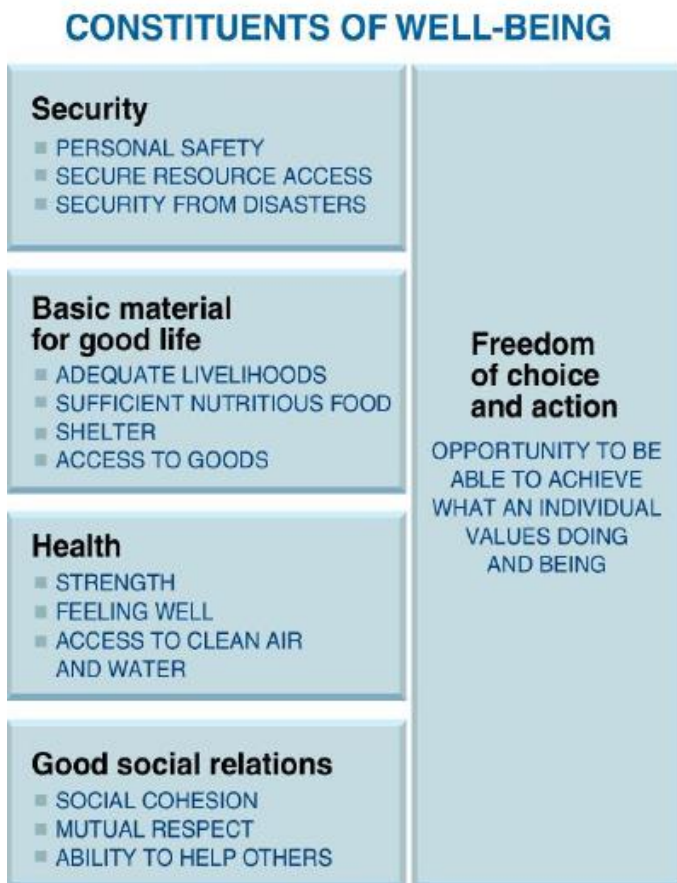 CONSTITUENTS OF WELL-BEING
Security
PERSONAL SAFETY
SECURE RESOURCE ACCESS
SECURITY FROM DISASTERS
Basic material
for good life
ADEQUATE LIVELIHOODS
SUFFICIENT NUTRITIOUS FOOD
SHELTER
ACCESS TO GOODS
Health
STRENGTH
FEELING WELL
ACCESS TO CLEAN AIR
AND WATER
Good social relations
SOCIAL COHESION
MUTUAL RESPECT
ABILITY TO HELP OTHERS
Freedom
of choice
and action
OPPORTUNITY TO BE
ABLE TO ACHIEVE
WHAT AN INDIVIDUAL
VALUES DOING
AND BEING